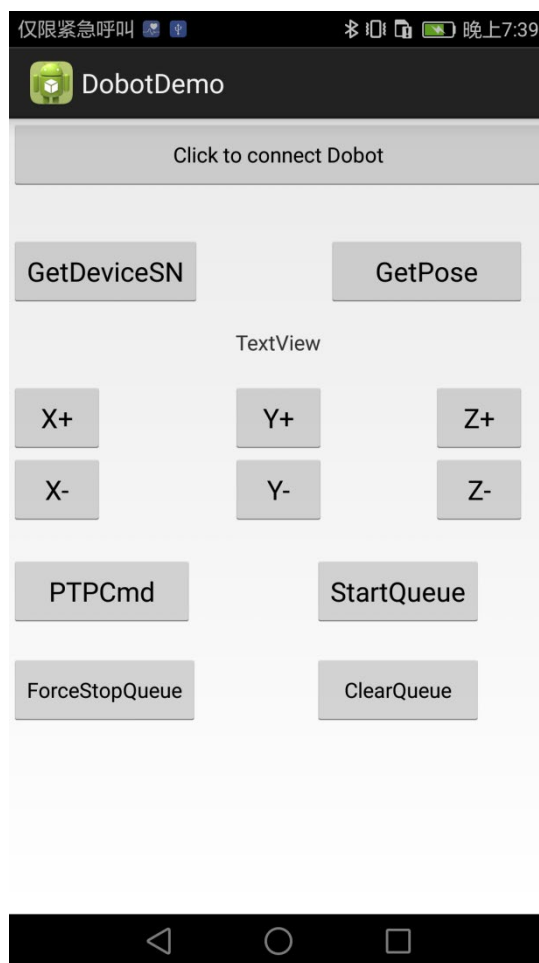 仅限紧急呼叫 晚上7:39
DobotDemo
Click to connect Dobot
GetDeviceSN GetPose
TextView
X+ Y+ Z+
X- Y- Z-
PTPCmd StartQueue
ForceStopQueue ClearQueue